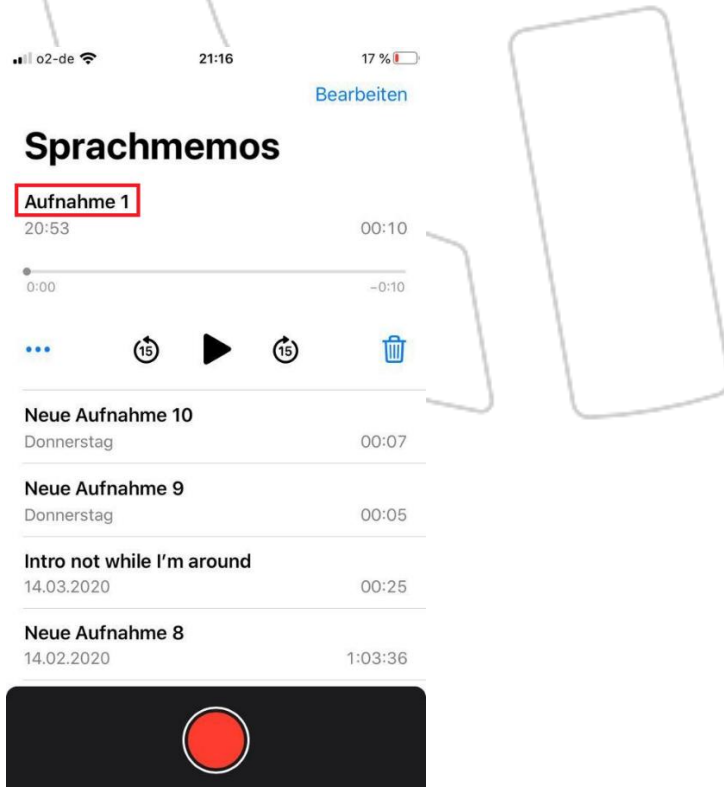 o2-de 21:16 17 %
Bearbeiten
Sprachmemos
Aufnahme 1
20:53 00:10
0:00 -0:10
15 15
Neue Aufnahme 10
Donnerstag 00:07
Neue Aufnahme 9
Donnerstag 00:05
Intro not while I’m around
14.03.2020 00:25
Neue Aufnahme 8
14.02.2020 1:03:36